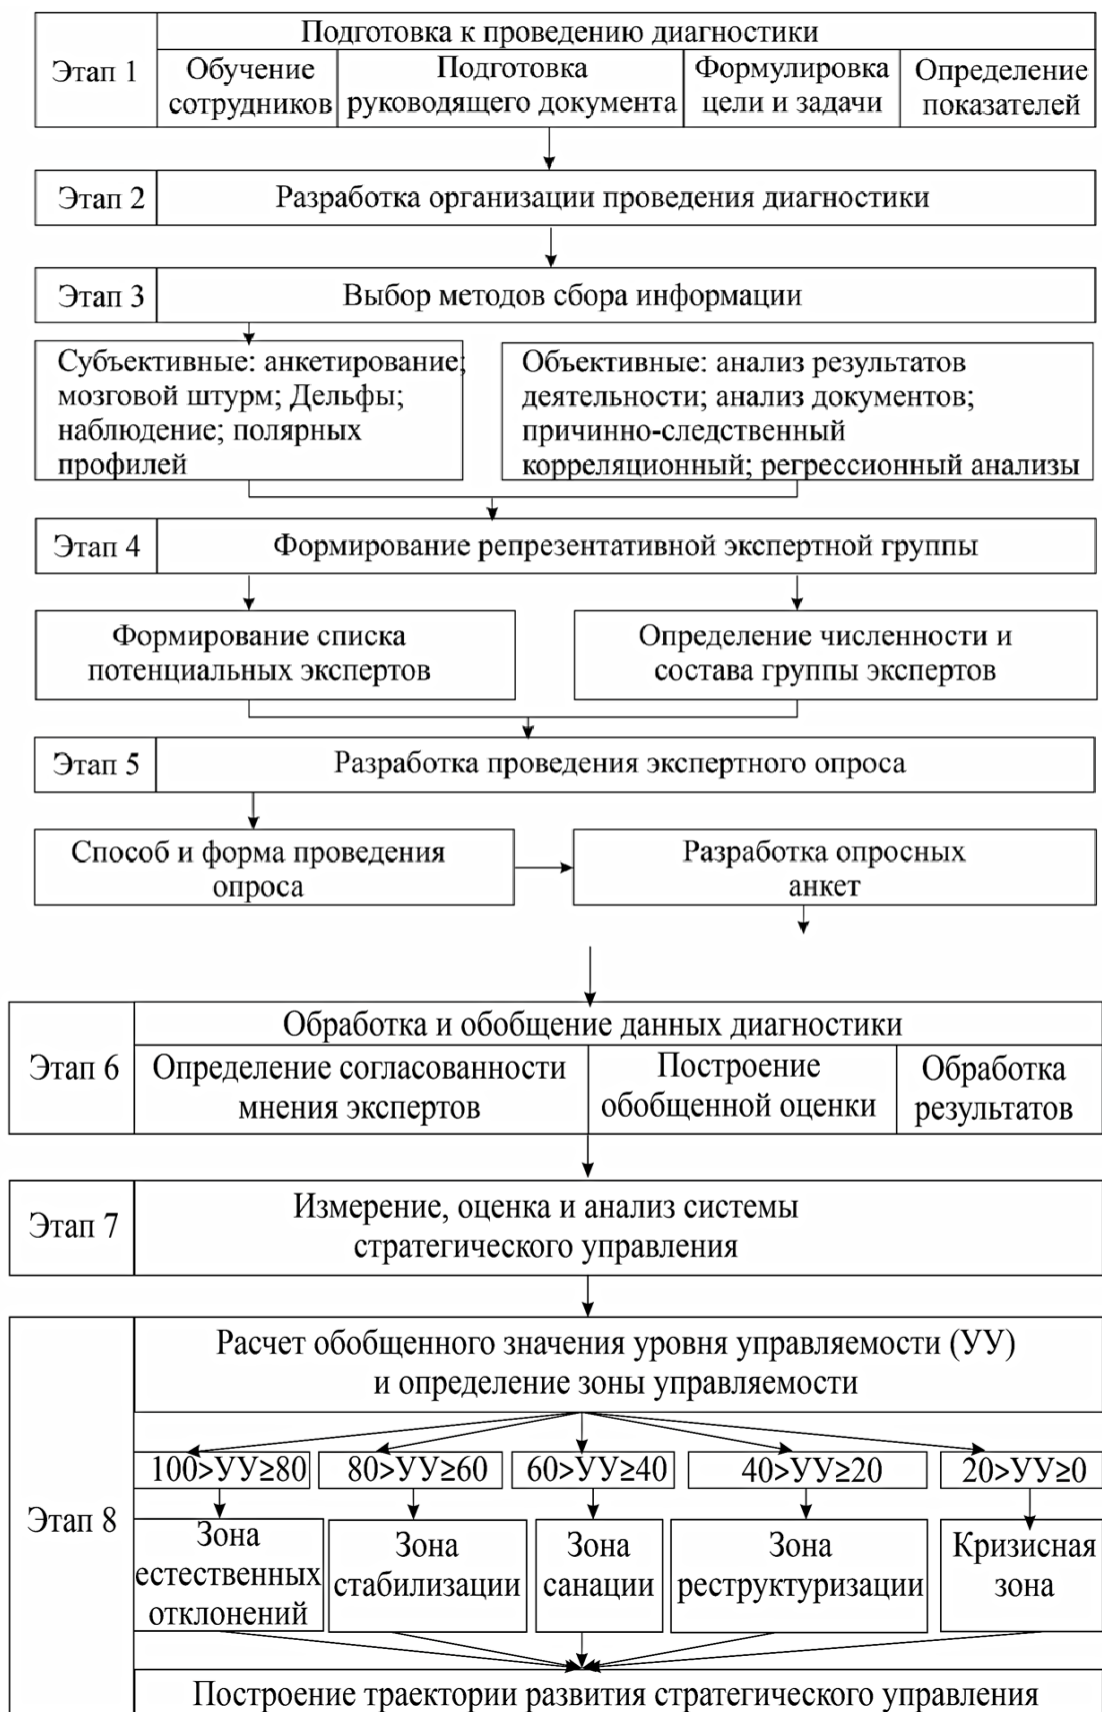 Этап 1
Подготовка к проведению диагностики
Обучение
сотрудников
Подготовка
руководящего документа
Формулировка
цели и задачи
Определение
показателей
Этап 2
Разработка организации проведения диагностики
Этап 3
Выбор методов сбора информации
Субъективные: анкетирование;
мозговой штурм; Дельфы;
наблюдение; полярных
профилей
Объективные: анализ результатов
деятельности; анализ документов;
причинно-следственный
корреляционный; регрессионный анализы
Этап 4
Формирование репрезентативной экспертной группы
Формирование списка
потенциальных экспертов
Определение численности и
состава группы экспертов
Этап 5
Разработка проведения экспертного опроса
Способ и форма проведения
опроса
Разработка опросных
анкет
Этап 6
Обработка и обобщение данных диагностики
Определение согласованности
мнения экспертов
Построение
обобщенной оценки
Обработка
результатов
Этап 7
Измерение, оценка и анализ системы
стратегического управления
Этап 8
Расчет обобщенного значения уровня управляемости (УУ)
и определение зоны управляемости
100>УУ≥80
80>УУ≥60
60>УУ≥40
40>УУ≥20
20>УУ≥0
Зона
естественных
отклонений
Зона
стабилизации
Зона
санации
Зона
реструктуризации
Кризисная
зона
Построение траектории развития стратегического управления